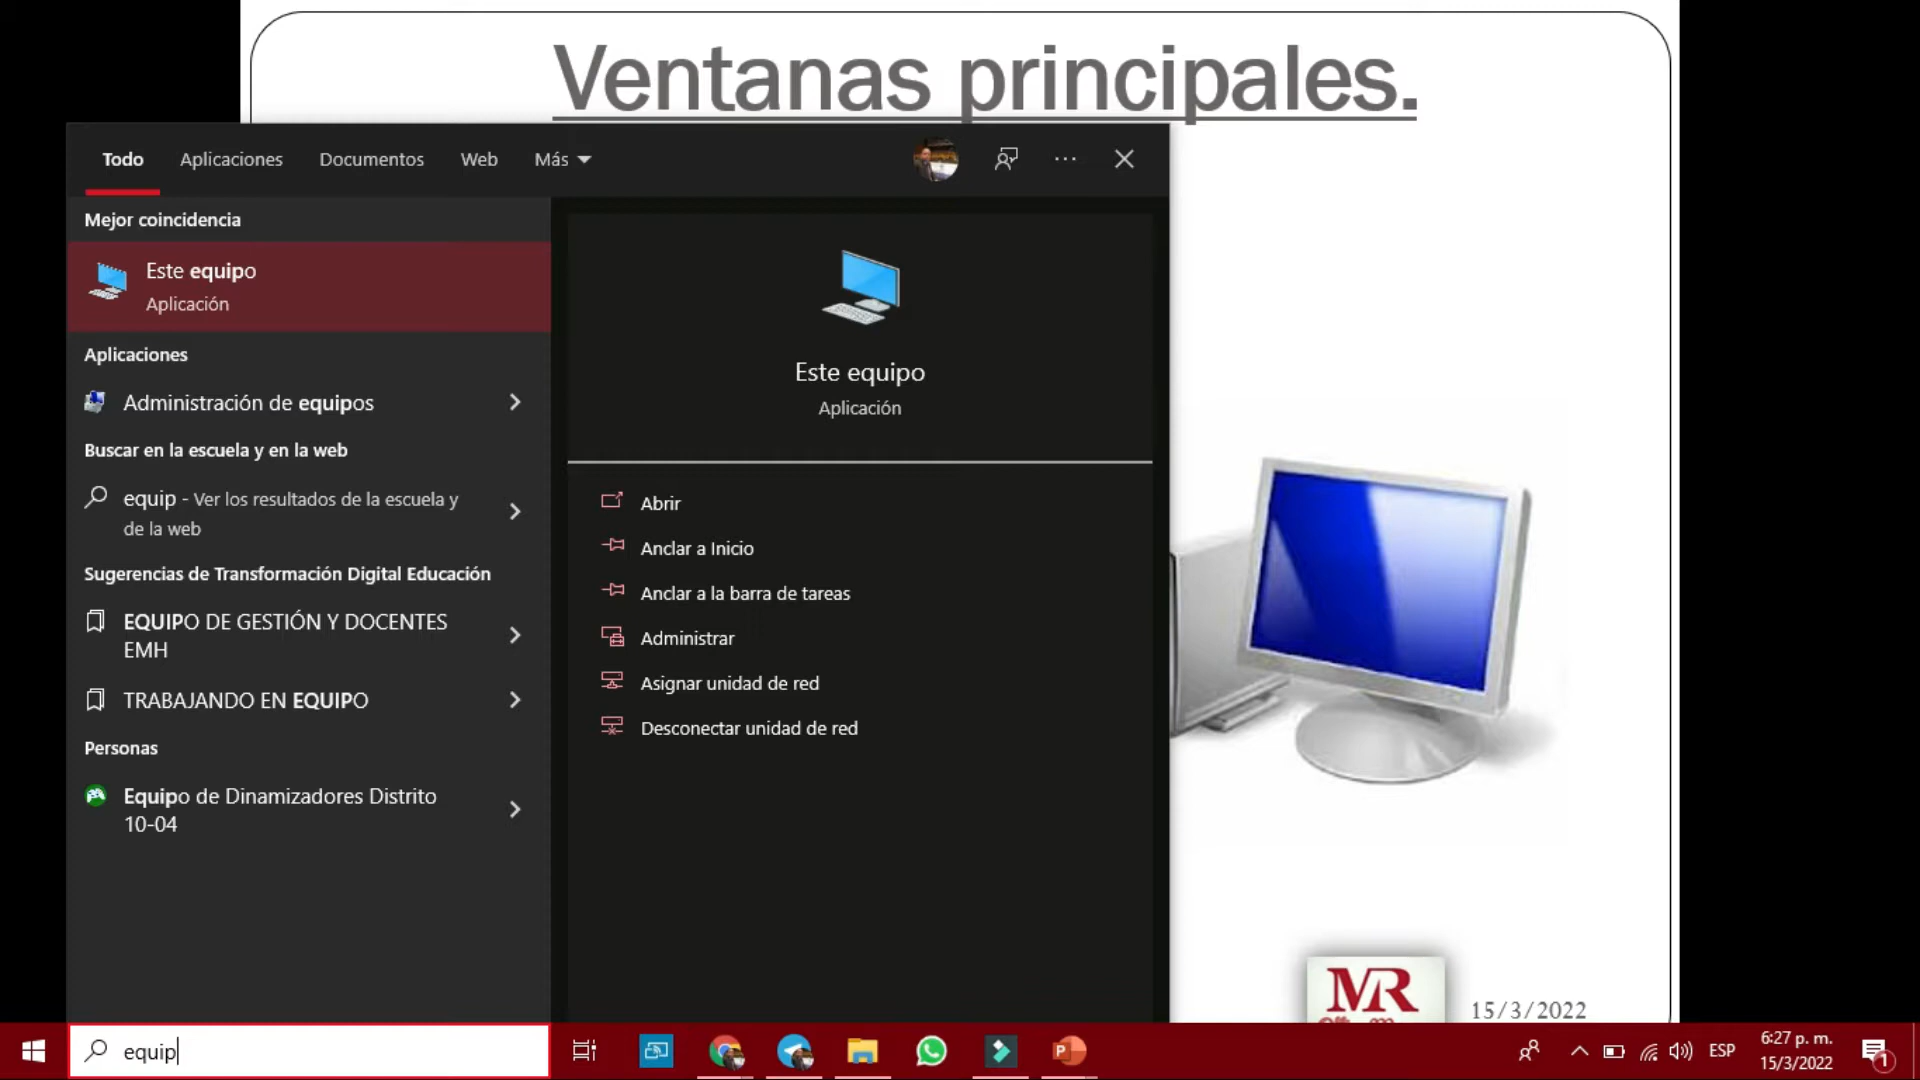 Ventanas principales.
Todo Aplicaciones Documentos Web Más
Mejor coincidencia
Este equipo
Aplicación
Aplicaciones
Administración de equipos
Buscar en la escuela y en la web
equip - Ver los resultados de la escuela y
de la web
Sugerencias de Transformación Digital Educación
EQUIPO DE GESTIÓN Y DOCENTES
EMH
TRABAJANDO EN EQUIPO
Personas
Equipo de Dinamizadores Distrito
10-04
Este equipo
Aplicación
Abrir
Anclar a Inicio
Anclar a la barra de tareas
Administrar
Asignar unidad de red
Desconectar unidad de red
MR
15/3/2022
equip
ESP
6:27 p. m.
15/3/2022
1